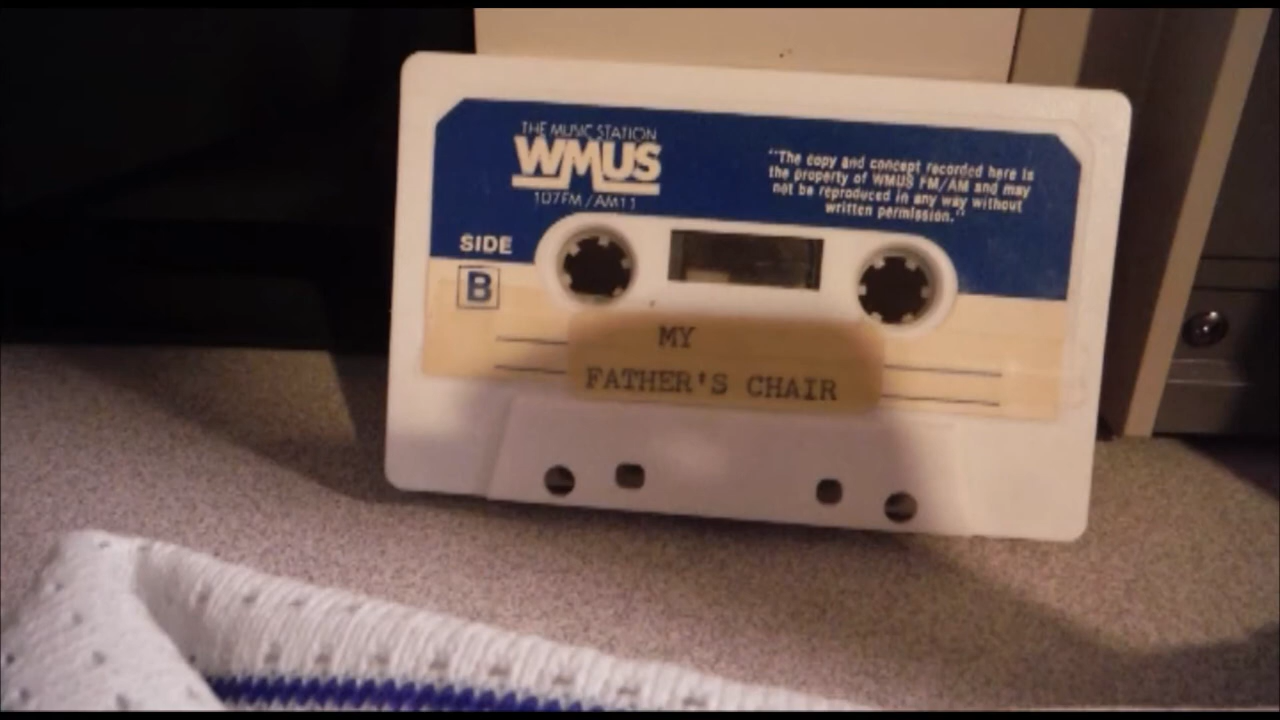 THE MUSIC STATION
WMUS
107FM/AM11
"The copy and concept recorded here is
the property of WMUS FM/AM and may
not be reproduced in any way without
written permission."
SIDE
B
MY
FATHER'S CHAIR